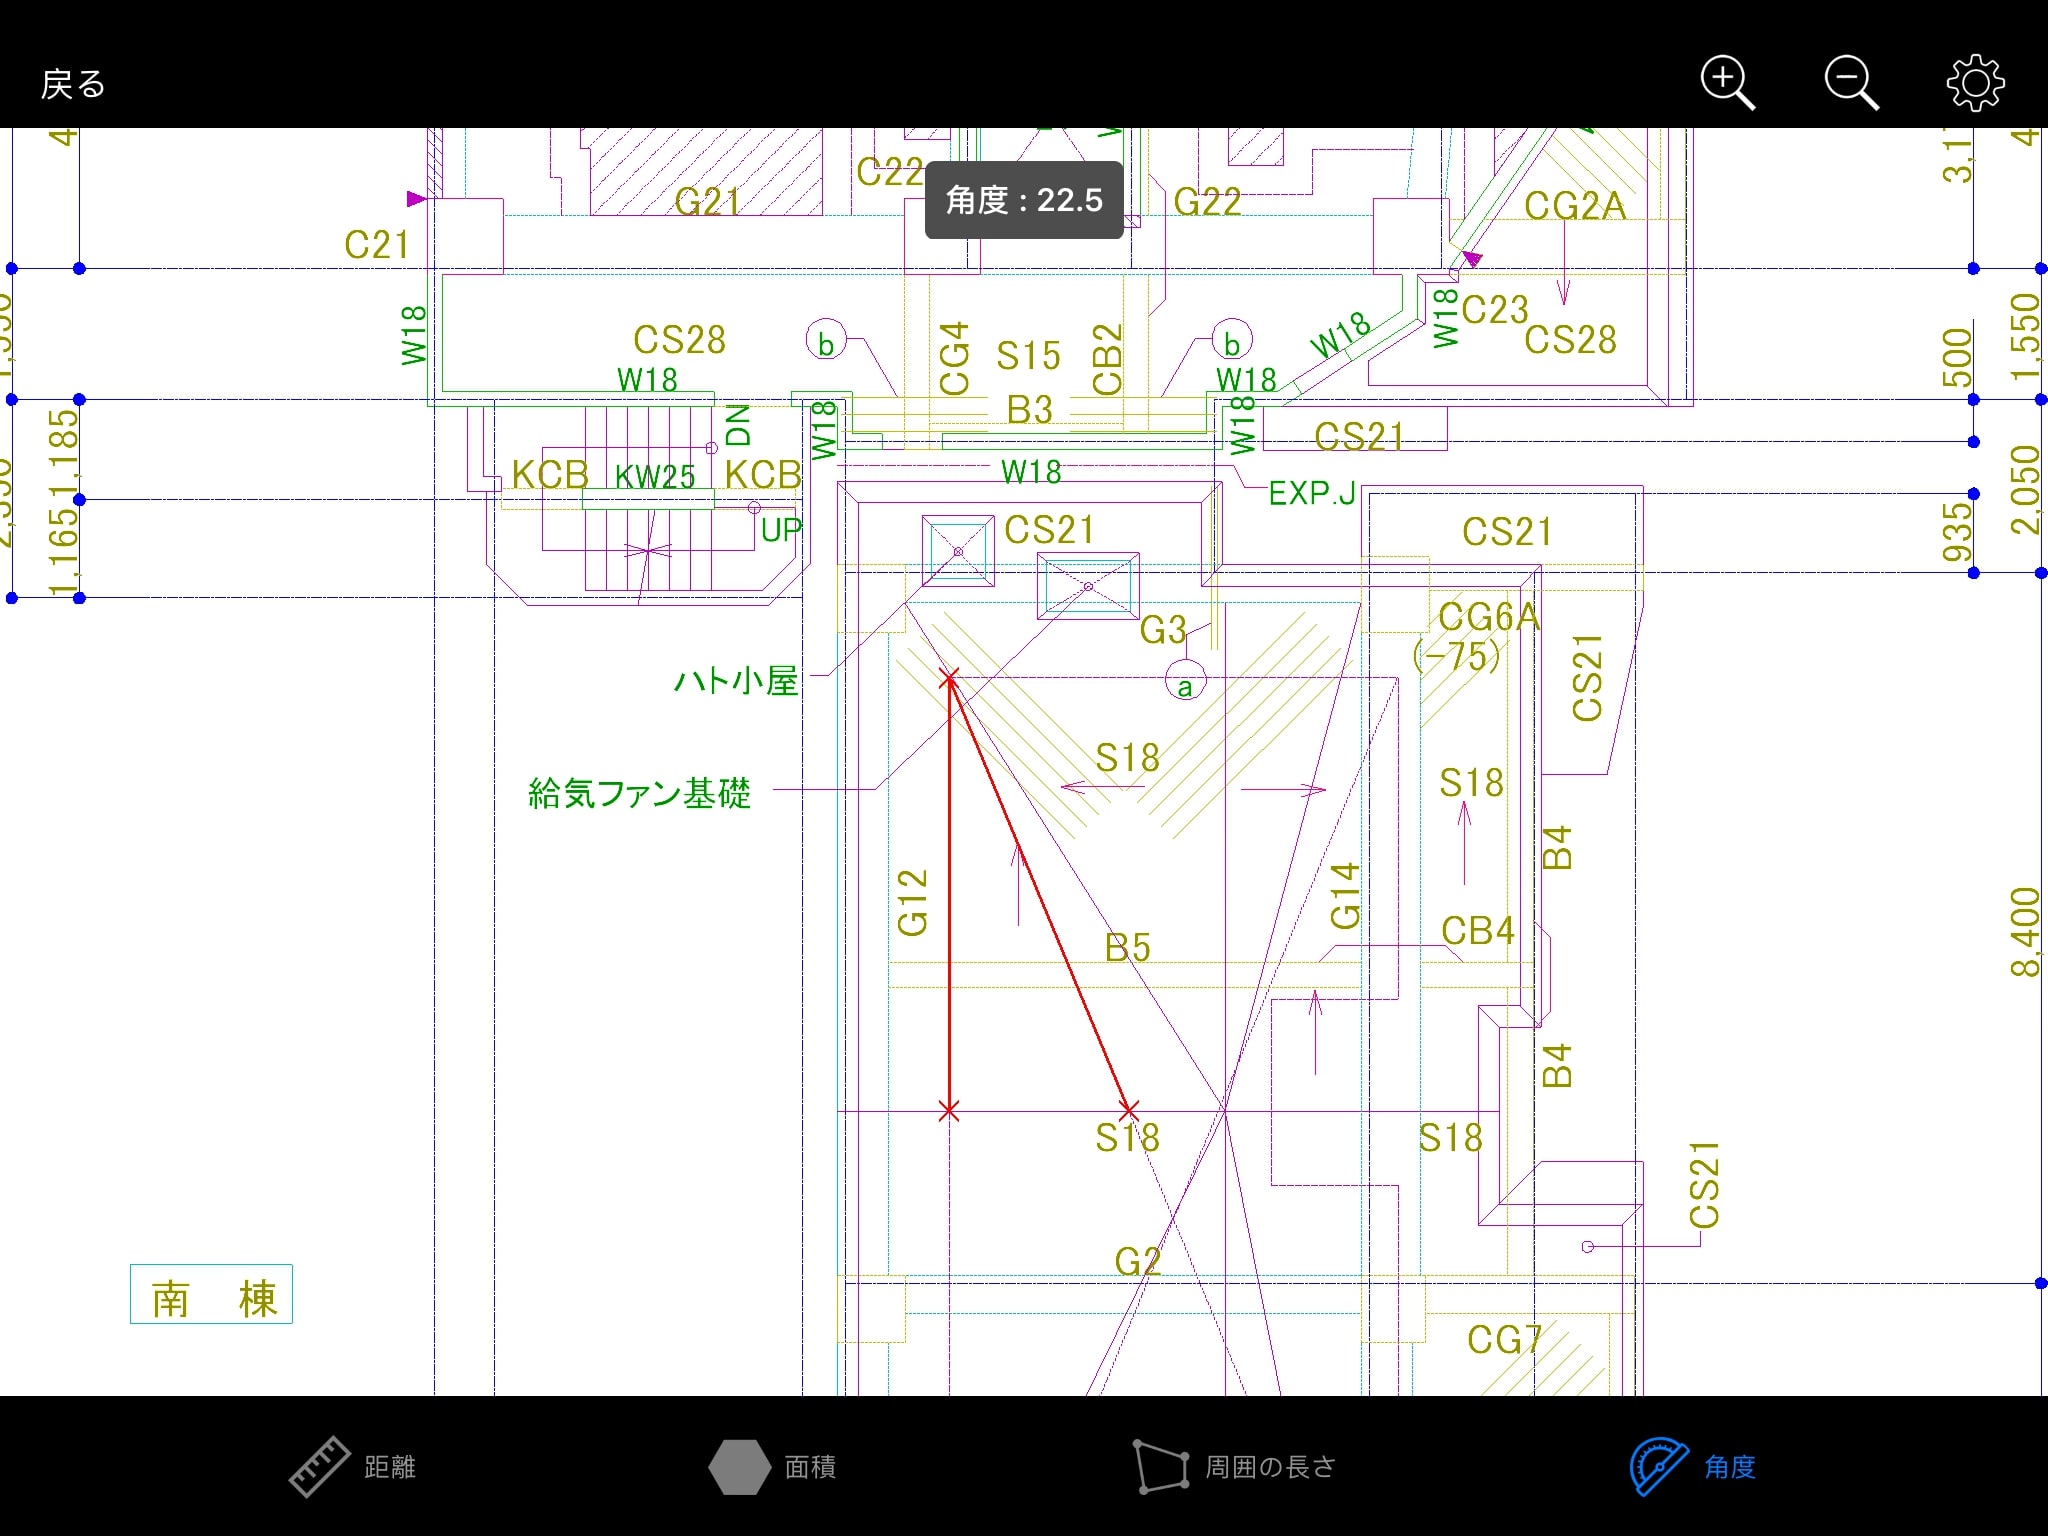 戻る
4
C22
角度 : 22.5
G21
G22
CG2A
C21
C23
W18
CS28
CG4
S15
CB2
b
b
W18
W18
CS28
500
1,550
W18
B3
W18
DN
W18
W18
CS21
1,185
KCB
KW25
KCB
W18
EXP.J
UP
CS21
CS21
935
2,050
1,165
CG6A
(-75)
G3
CS21
ハト小屋
a
S18
S18
給気ファン基礎
B4
G12
G14
B5
CB4
8,400
B4
S18
S18
CS21
G2
南 棟
CG7
距離
面積
周囲の長さ
角度